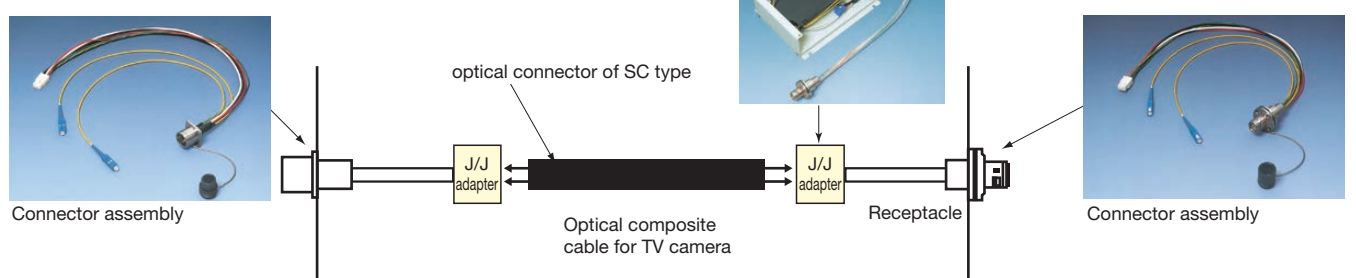 optical connector of SC type
J/J
adapter
J/J
adapter
Connector assembly
Optical composite
cable for TV camera
Receptacle
Connector assembly